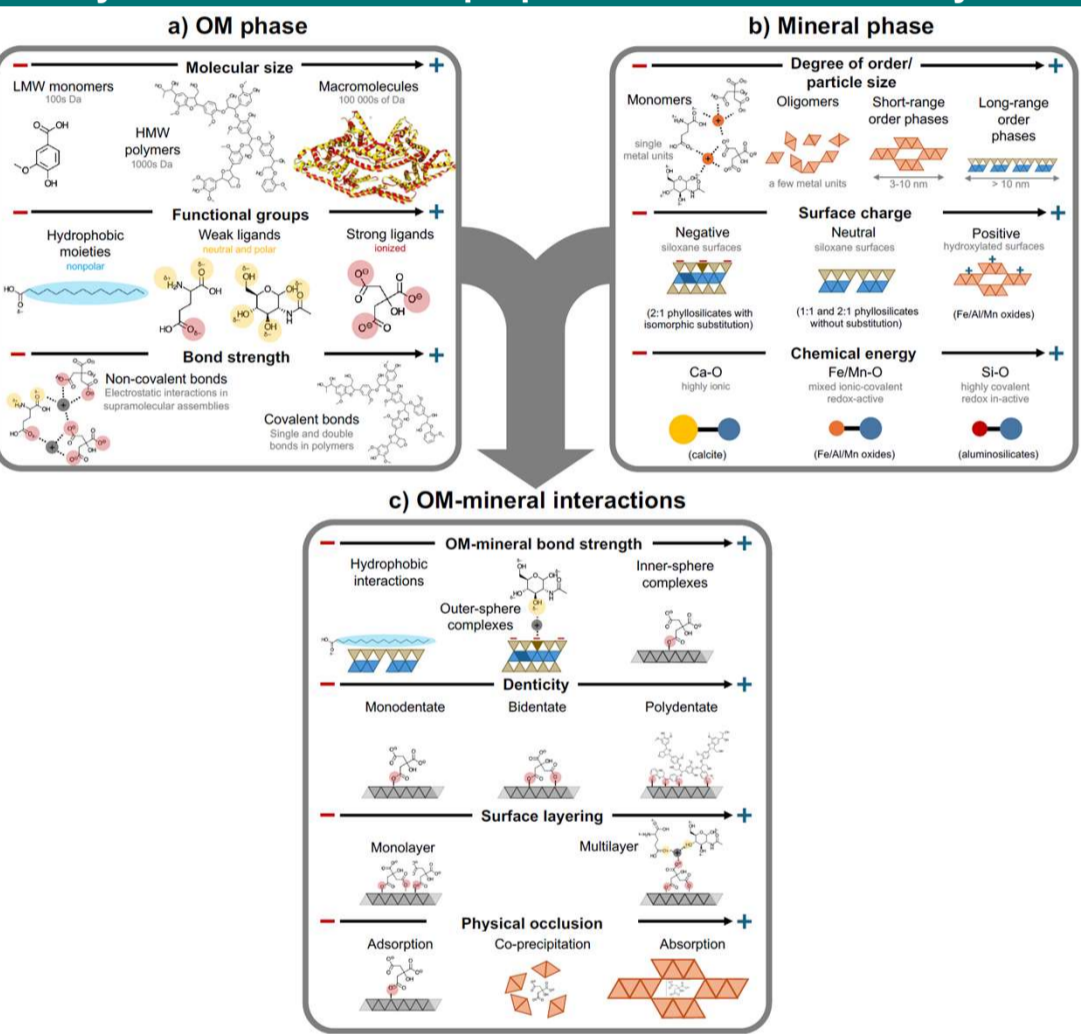 a) OM phase
Molecular size
LMW monomers
100s Da
HMW
polymers
1000s Da
Macromolecules
100 000s of Da
Functional groups
Hydrophobic
moieties
nonpolar
Weak ligands
neutral and polar
Strong ligands
ionized
Bond strength
Non-covalent bonds
Electrostatic interactions in
supramolecular assemblies
Covalent bonds
Single and double
bonds in polymers
b) Mineral phase
Degree of order/
particle size
Monomers
single
metal units
Oligomers
a few metal units
Short-range
order phases
3-10 nm
Long-range
order
phases
> 10 nm
Surface charge
Negative
siloxane surfaces
(2:1 phyllosilicates with
isomorphic substitution)
Neutral
siloxane surfaces
(1:1 and 2:1 phyllosilicates
without substitution)
Positive
hydroxylated surfaces
(Fe/Al/Mn oxides)
Chemical energy
Ca-O
highly ionic
(calcite)
Fe/Mn-O
mixed ionic-covalent
redox-active
(Fe/Al/Mn oxides)
Si-O
highly covalent
redox in-active
(aluminosilicates)
c) OM-mineral interactions
OM-mineral bond strength
Hydrophobic
interactions
Outer-sphere
complexes
Inner-sphere
complexes
Denticity
Monodentate
Bidentate
Polydentate
Surface layering
Monolayer
Multilayer
Physical occlusion
Adsorption
Co-precipitation
Absorption